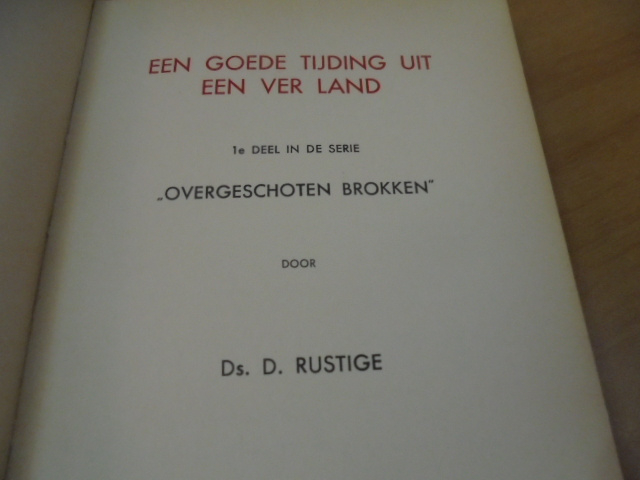 EEN GOEDE TIJDING UIT
EEN VER LAND
1e DEEL IN DE SERIE
„OVERGESCHOTEN BROKKEN”
DOOR
Ds. D. RUSTIGE